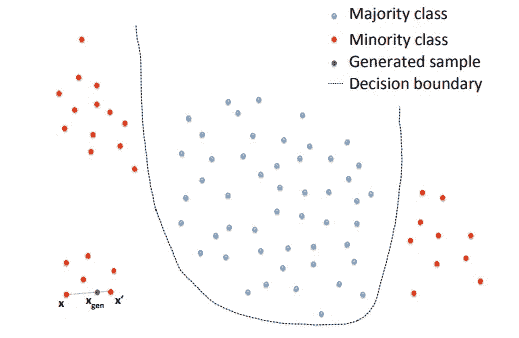 Majority class
Minority class
Generated sample
Decision boundary
x xgen x'